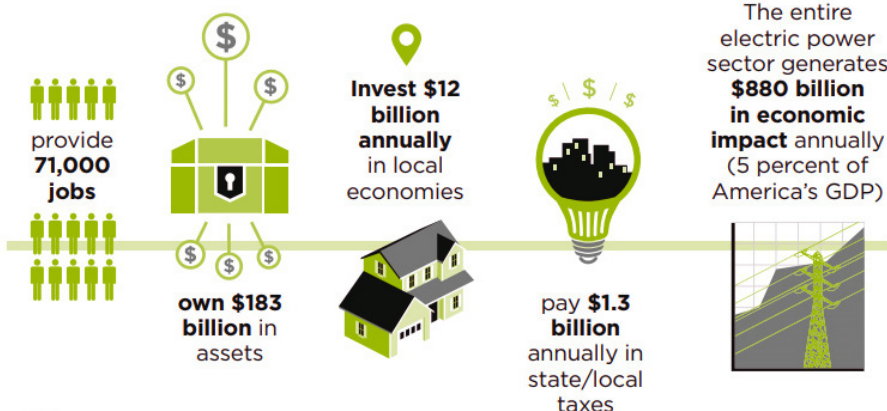 provide
71,000
jobs
$
$
$
$
$
$
own $183
billion in
assets
Invest $12
billion
annually
in local
economies
$
$
$
pay $1.3
billion
annually in
state/local
taxes
The entire
electric power
sector generates
$880 billion
in economic
impact annually
(5 percent of
America's GDP)